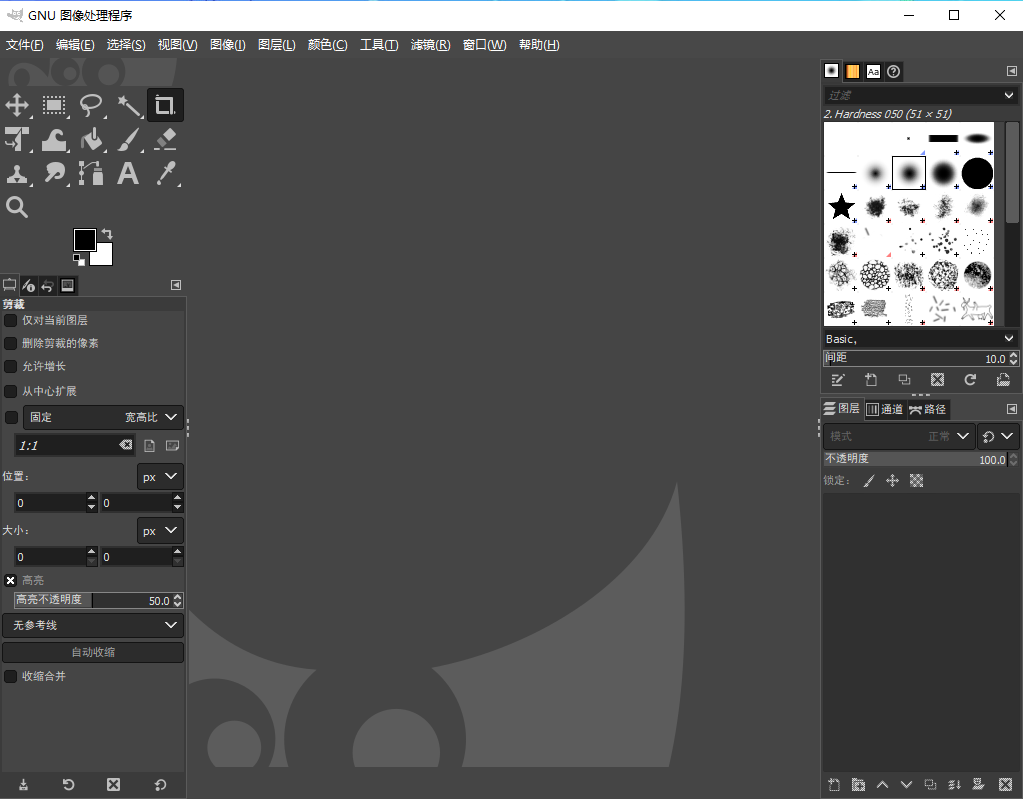 GNU 图像处理程序
文件(F) 编辑(E) 选择(S) 视图(V) 图像(I) 图层(L) 颜色(C) 工具(T) 滤镜(R) 窗口(W) 帮助(H)
剪裁
仅对当前图层
删除剪裁的像素
允许增长
从中心扩展
固定 宽高比
1:1
位置: px
0 0
大小: px
0 0
高亮
高亮不透明度 50.0
无参考线
自动收缩
收缩合并
Aa
过滤
2. Hardness 050 (51 × 51)
Basic,
间距 10.0
图层 通道 路径
模式 正常
不透明度 100.0
锁定: